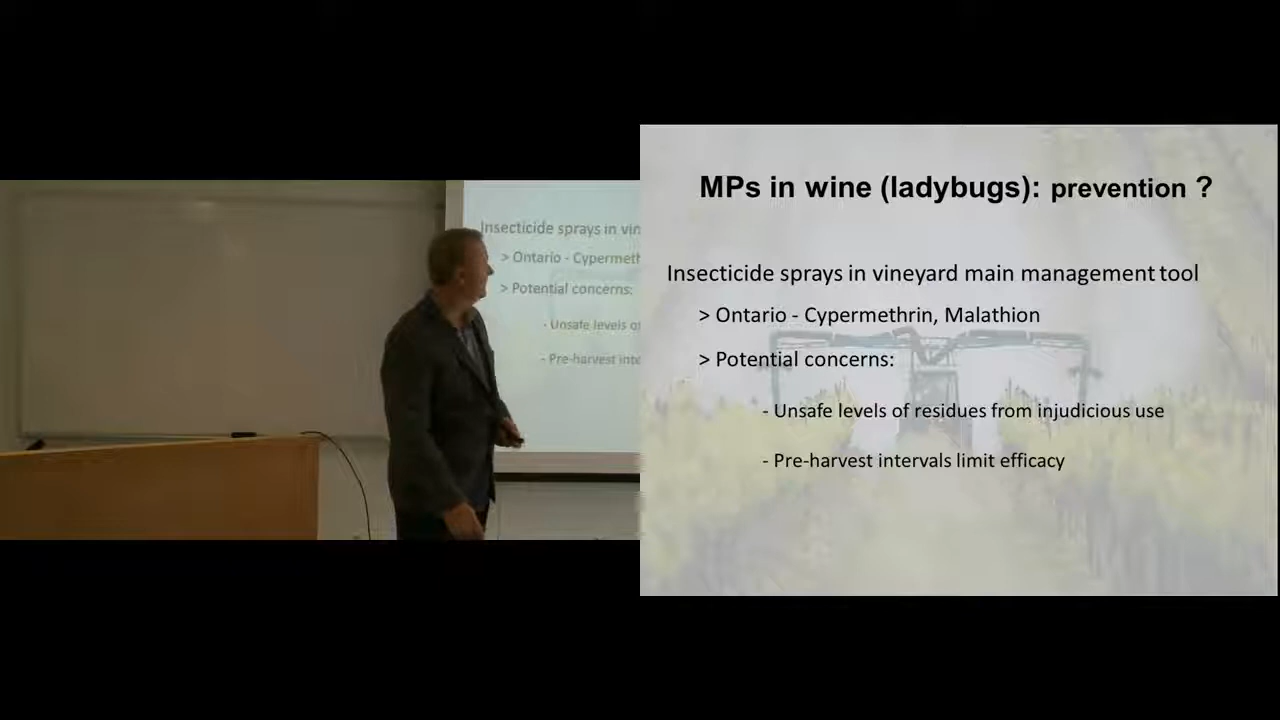 Insecticide sprays in vin
> Ontario - Cypermeth
> Potential concerns:
- Unsafe levels of
- Pre-harvest inte
MPs in wine (ladybugs): prevention ?
Insecticide sprays in vineyard main management tool
> Ontario - Cypermethrin, Malathion
> Potential concerns:
- Unsafe levels of residues from injudicious use
- Pre-harvest intervals limit efficacy